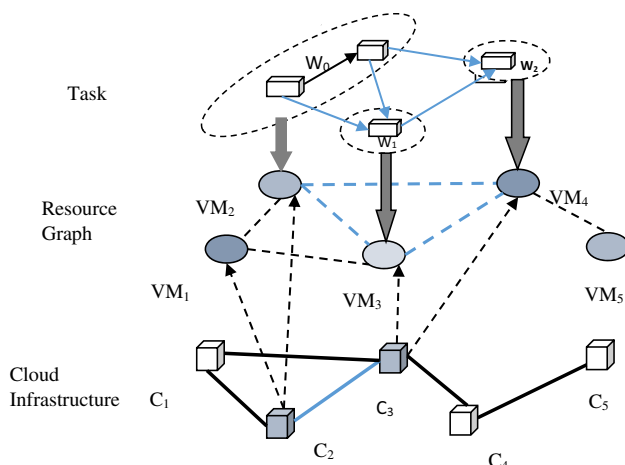 W0
W2
Task
W1
VM2
VM4
Resource
Graph
VM1
VM3
VM5
Cloud
Infrastructure
C1
C3
C5
C2
C4